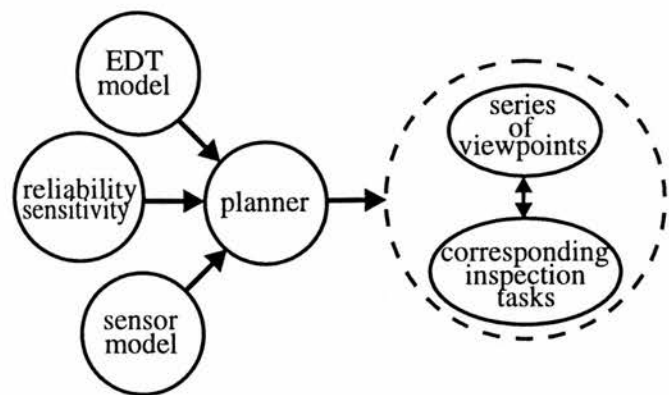 EDT
model
reliability
sensitivity
sensor
model
planner
series
of
viewpoints
corresponding
inspection
tasks